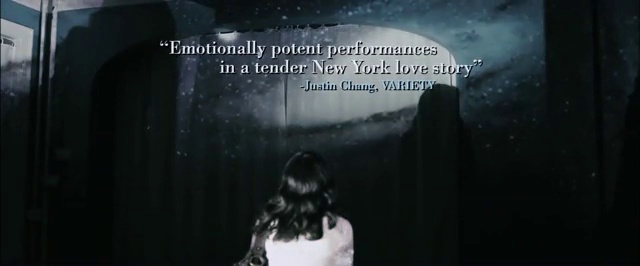 “Emotionally potent performances
in a tender New York love story”
-Justin Chang, VARIETY